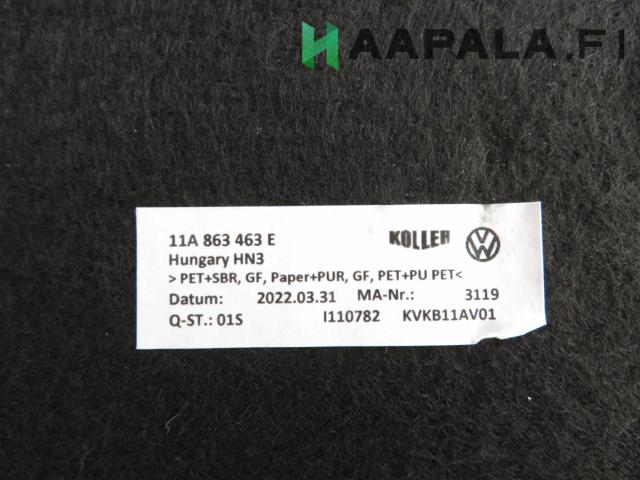 HAAPALA.FI
11A 863 463 E KOLLER
Hungary HN3
> PET+SBR, GF, Paper+PUR, GF, PET+PU PET<
Datum: 2022.03.31 MA-Nr.: 3119
Q-ST.: 01S I110782 KVKB11AV01